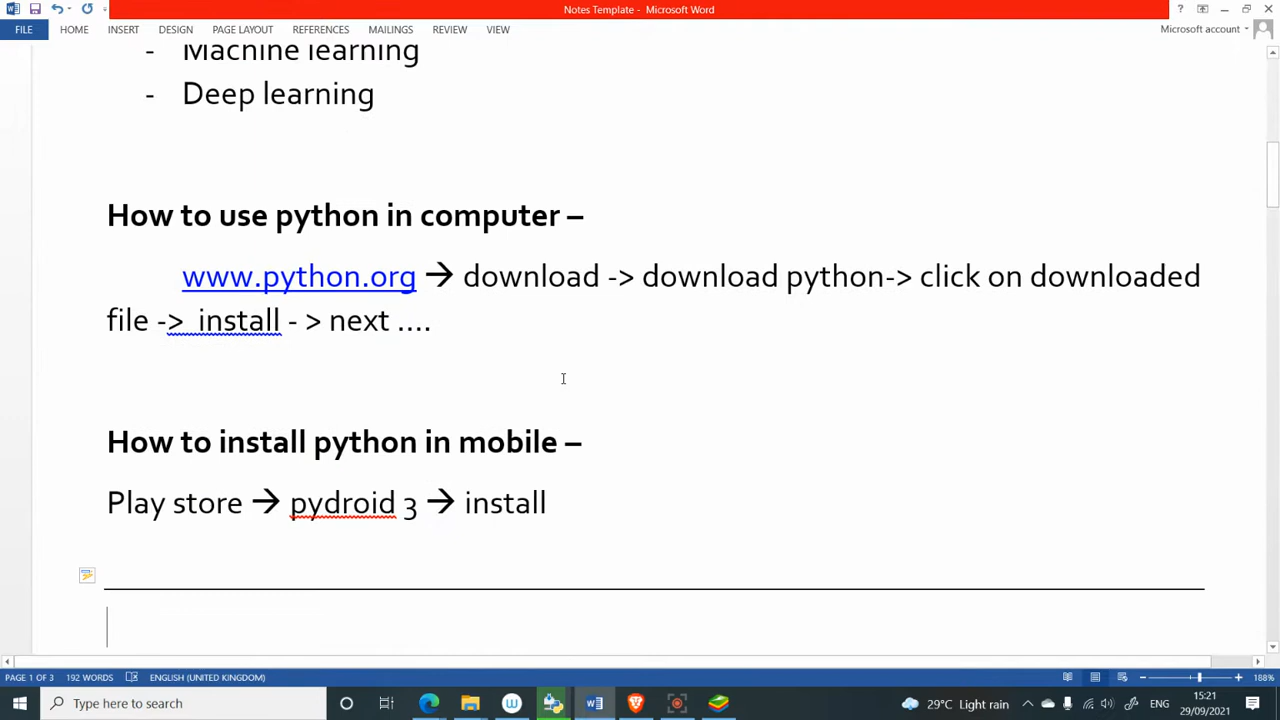 Notes Template - Microsoft Word
FILE HOME INSERT DESIGN PAGE LAYOUT REFERENCES MAILINGS REVIEW VIEW Microsoft account
- Machine learning
- Deep learning
How to use python in computer –
www.python.org → download -> download python-> click on downloaded
file -> install - > next ....
How to install python in mobile –
Play store → pydroid 3 → install
PAGE 1 OF 3 192 WORDS ENGLISH (UNITED KINGDOM) 188%
Type here to search 29°C Light rain ENG 15:21
29/09/2021